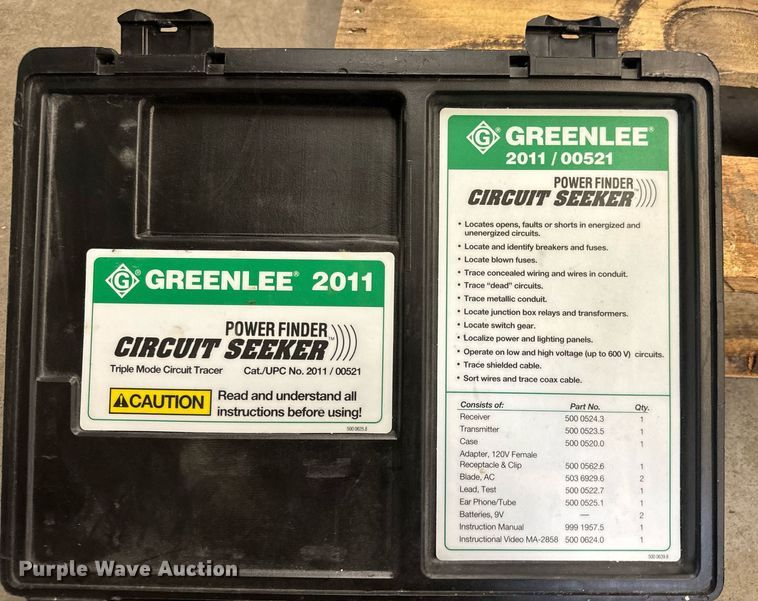 G® GREENLEE® 2011
POWER FINDER
CIRCUIT SEEKER™
Triple Mode Circuit Tracer Cat./UPC No. 2011 / 00521
CAUTION Read and understand all
instructions before using!
500 0625.8
G® GREENLEE®
2011 / 00521
POWER FINDER
CIRCUIT SEEKER™
• Locates opens, faults or shorts in energized and
unenergized circuits.
• Locate and identify breakers and fuses.
• Locate blown fuses.
• Trace concealed wiring and wires in conduit.
• Trace "dead" circuits.
• Trace metallic conduit.
• Locate junction box relays and transformers.
• Locate switch gear.
• Localize power and lighting panels.
• Operate on low and high voltage (up to 600 V) circuits.
• Trace shielded cable.
• Sort wires and trace coax cable.
Consists of: Part No. Qty.
Receiver 500 0524.3 1
Transmitter 500 0523.5 1
Case 500 0520.0 1
Adapter, 120V Female
Receptacle & Clip 500 0562.6 1
Blade, AC 503 6929.6 2
Lead, Test 500 0522.7 1
Ear Phone/Tube 500 0525.1 1
Batteries, 9V — 2
Instruction Manual 999 1957.5 1
Instructional Video MA-2858 500 0624.0 1
Purple Wave Auction